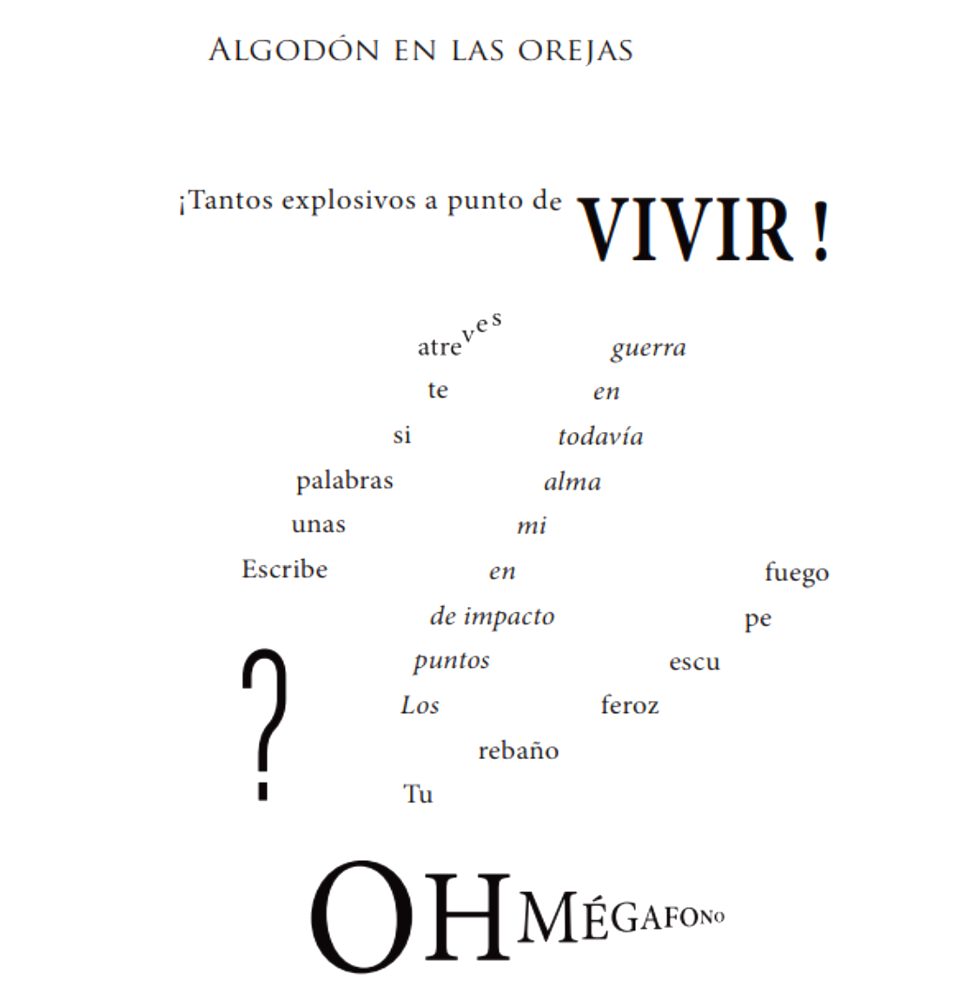 ALGODÓN EN LAS OREJAS
¡Tantos explosivos a punto de VIVIR !
Escribe unas palabras si te atreves
Los puntos de impacto en mi alma todavía en guerra
?
Tu rebaño feroz escu pe fuego
OH MÉGAFONO